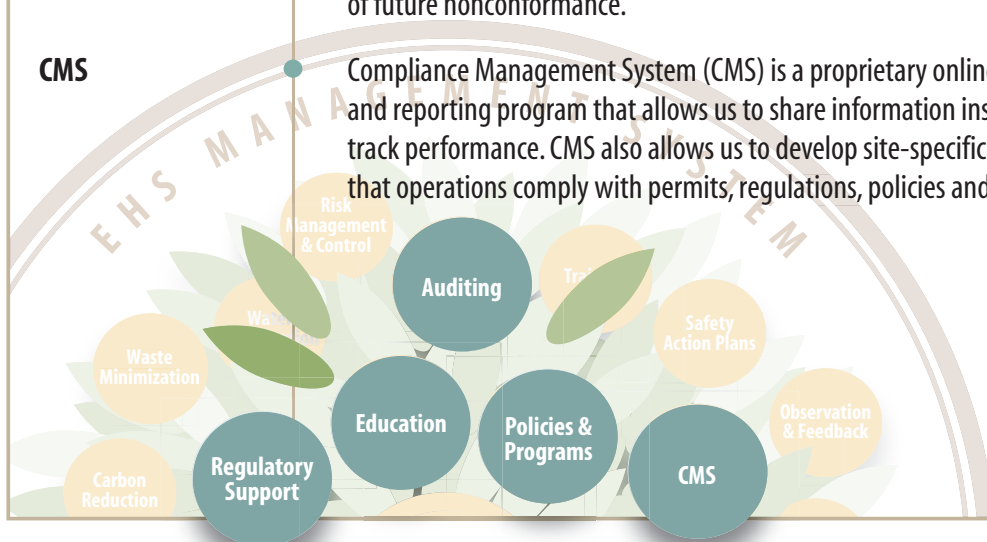 of future nonconformance.
CMS
Compliance Management System (CMS) is a proprietary online
and reporting program that allows us to share information
track performance. CMS also allows us to develop site-specific
that operations comply with permits, regulations, policies and
EHS MANAGEMENT SYSTEM
Risk
Management
& Control
Auditing
Safety
Action Plans
Waste
Minimization
Observation
& Feedback
Education
Policies &
Programs
Regulatory
Support
CMS
Carbon
Reduction